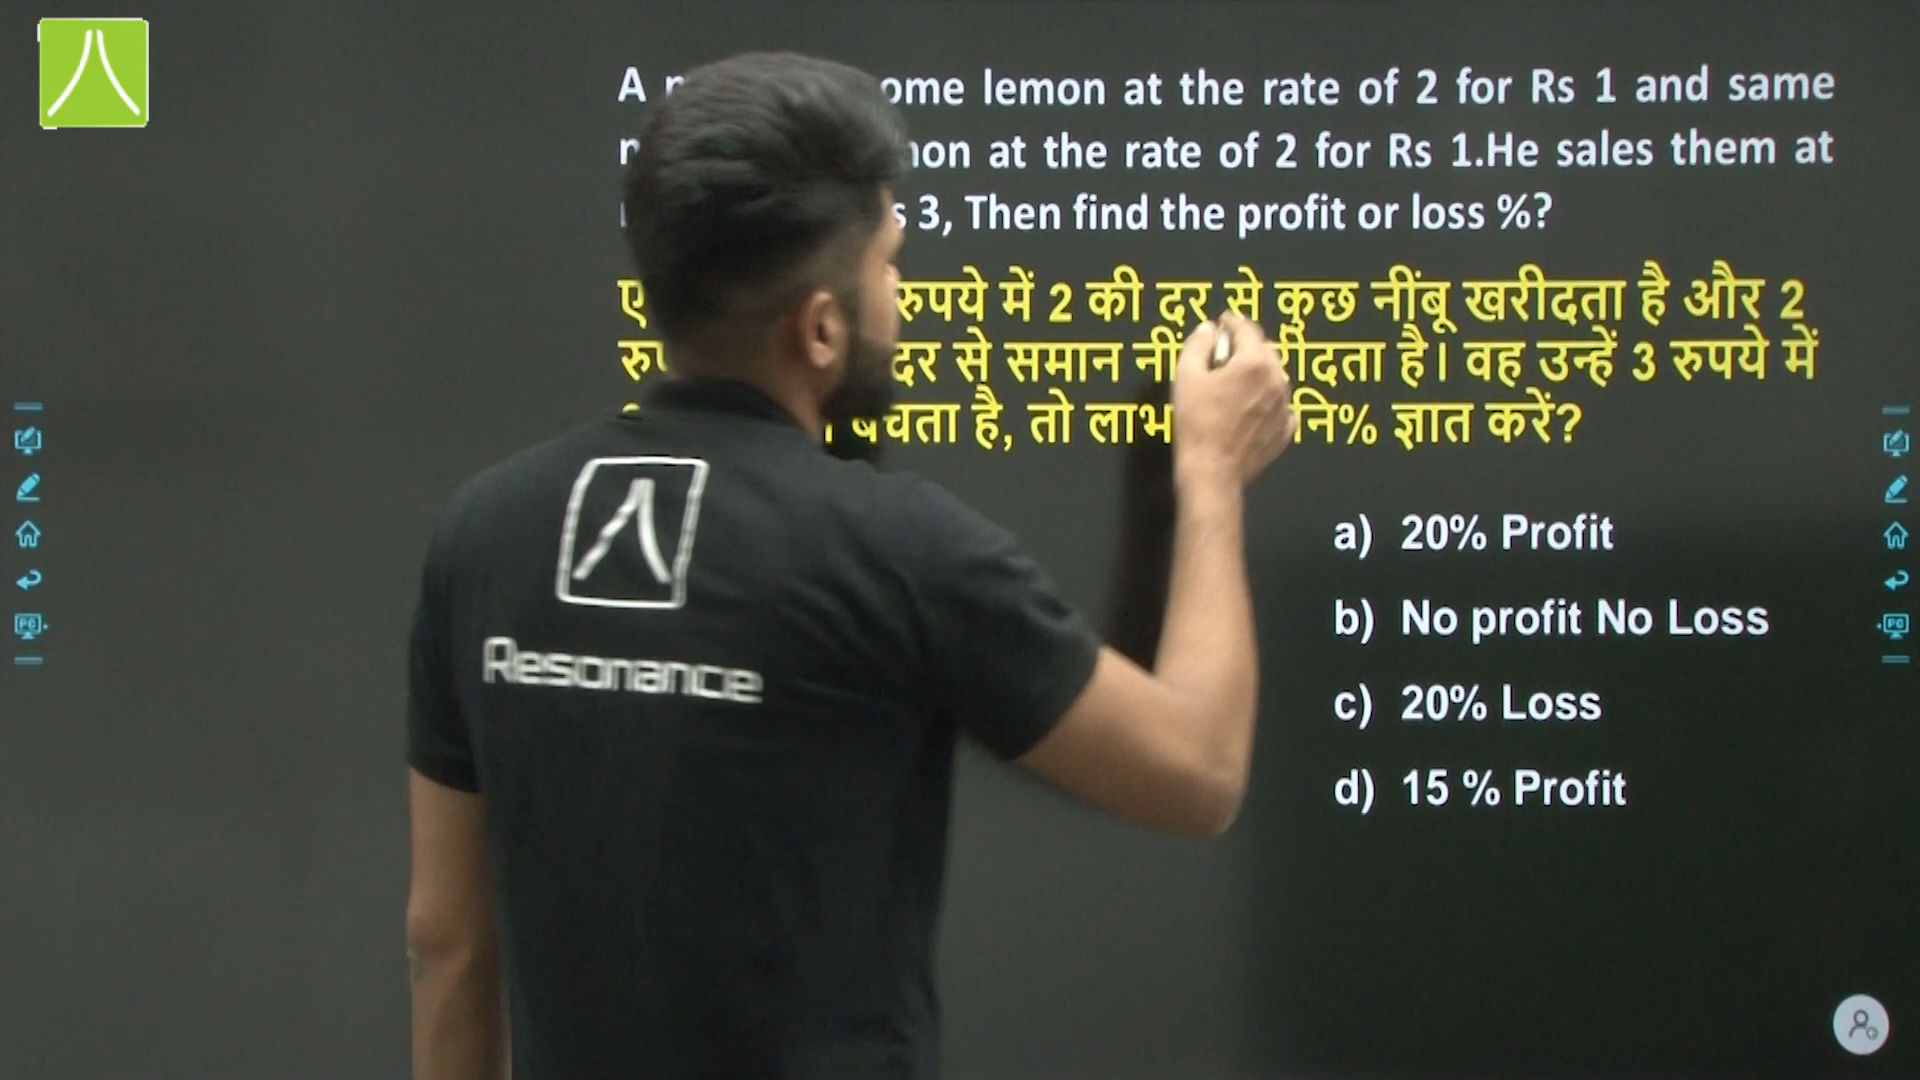 A ome lemon at the rate of 2 for Rs 1 and same
on at the rate of 2 for Rs 1.He sales them at
s 3, Then find the profit or loss %?
रुपये में 2 की दर से कुछ नींबू खरीदता है और 2
दर से समान रीदता है। वह उन्हें 3 रुपये में
बेचता है, तो लाभ नि% ज्ञात करें?
a) 20% Profit
b) No profit No Loss
c) 20% Loss
d) 15 % Profit
Resonance
PC
PC